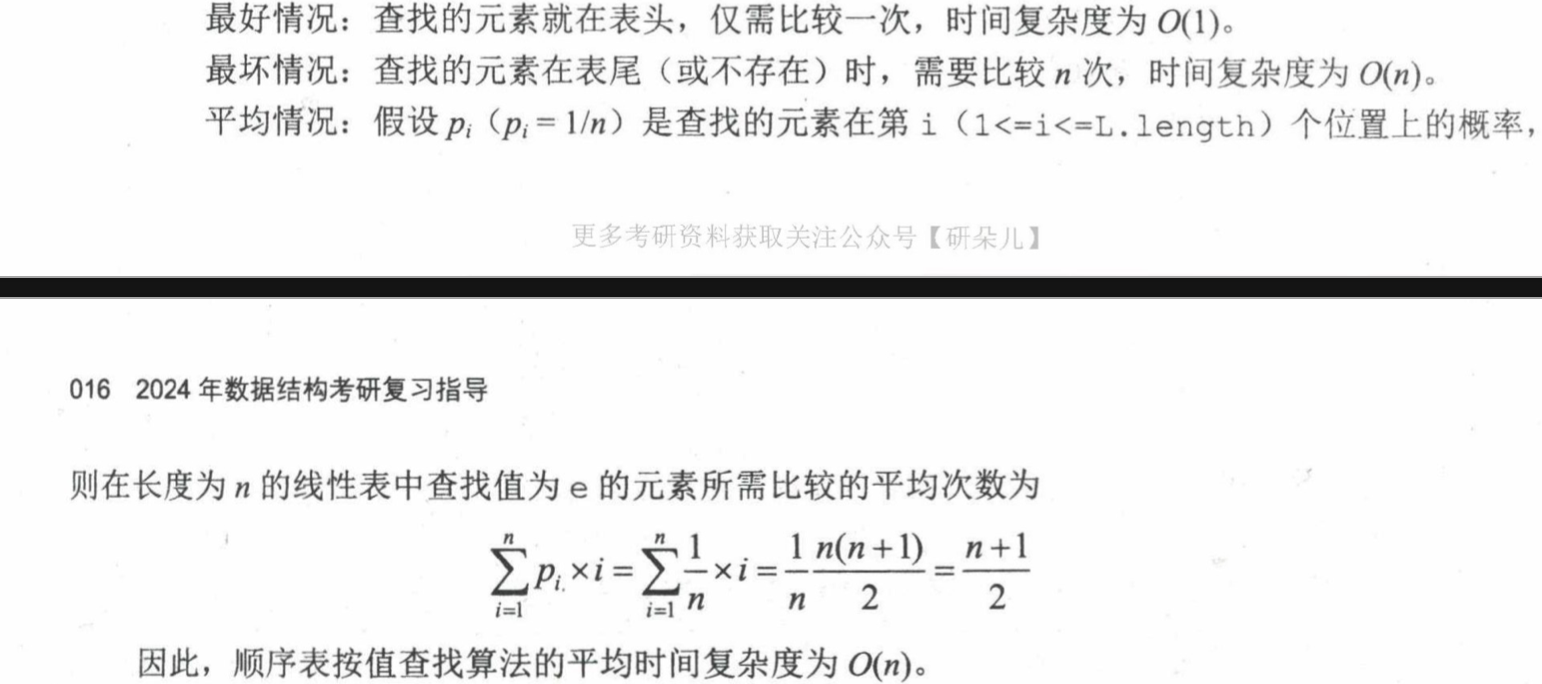 最好情况：查找的元素就在表头，仅需比较一次，时间复杂度为 O(1)。
最坏情况：查找的元素在表尾（或不存在）时，需要比较 n 次，时间复杂度为 O(n)。
平均情况：假设 pᵢ（pᵢ = 1/n）是查找的元素在第 i（1<=i<=L.length）个位置上的概率，
更多考研资料获取关注公众号【研朵儿】
016 2024 年数据结构考研复习指导
则在长度为 n 的线性表中查找值为 e 的元素所需比较的平均次数为
$\sum_{i=1}^{n} p_i \times i = \sum_{i=1}^{n} \frac{1}{n} \times i = \frac{1}{n} \frac{n(n+1)}{2} = \frac{n+1}{2}$
因此，顺序表按值查找算法的平均时间复杂度为 O(n)。